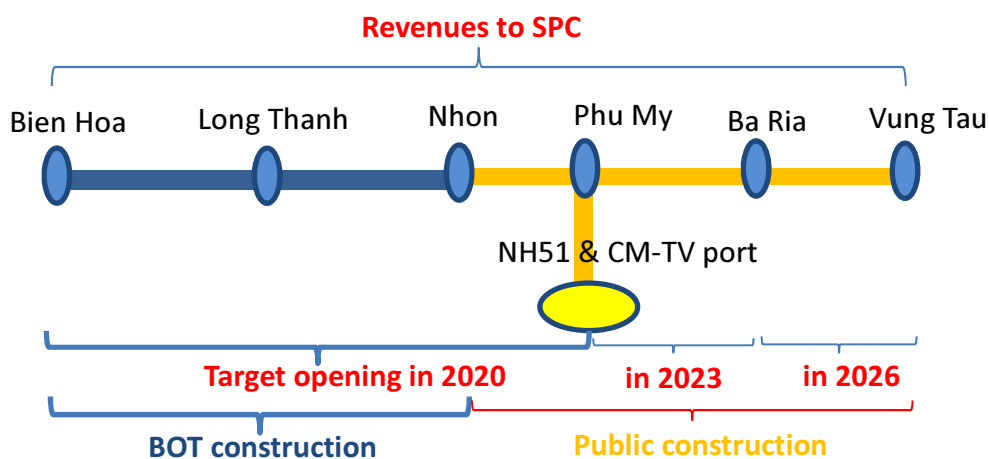 Revenues to SPC
Bien Hoa
Long Thanh
Nhon
Phu My
Ba Ria
Vung Tau
NH51 & CM-TV port
Target opening in 2020
in 2023
in 2026
BOT construction
Public construction